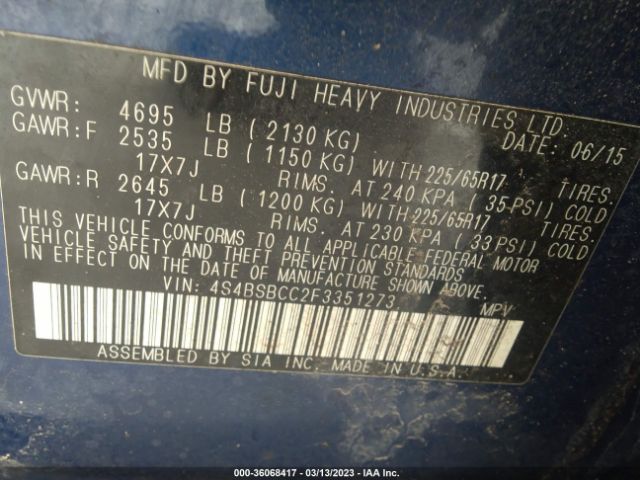 MFD BY FUJI HEAVY INDUSTRIES LTD.
GVWR: 4695 LB (2130 KG) DATE: 06/15
GAWR:F 2535 LB (1150 KG) WITH 225/65R17 TIRES.
17X7J RIMS. AT 240 KPA (35-PSI) COLD
GAWR:R 2645 LB (1200 KG) WITH 225/65R17 TIRES.
17X7J RIMS. AT 230 KPA (33 PSI) COLD
THIS VEHICLE CONFORMS TO ALL APPLICABLE FEDERAL MOTOR
VEHICLE SAFETY AND THEFT PREVENTION STANDARDS
IN EFFECT ON THE DATE OF MANUFACTURE SHOWN ABOVE.
VIN: 4S4BSBCC2F3351273 MPV
ASSEMBLED BY SIA INC. MADE IN U.S.A.
000-36068417 - 03/13/2023 - IAA Inc.